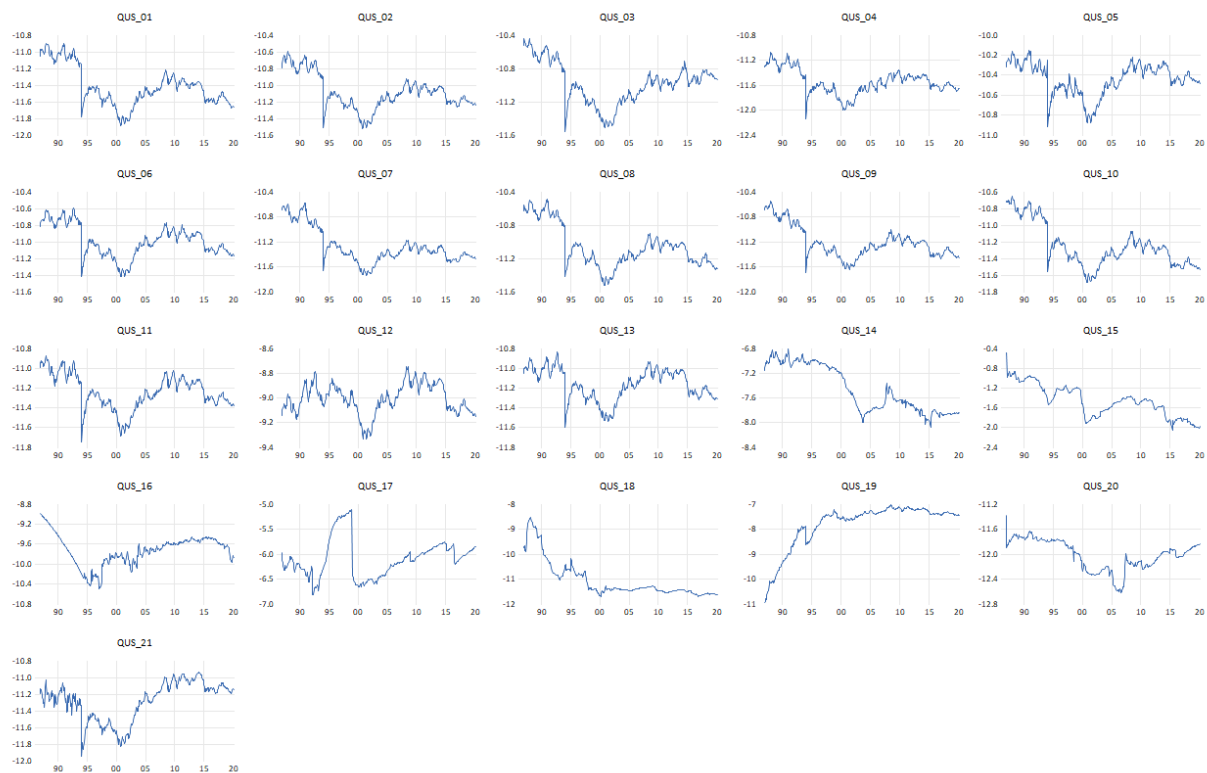 QUS_01 QUS_02 QUS_03 QUS_04 QUS_05
-10.8 -10.4 -10.4 -10.4 -10.0
-11.0 -10.6 -10.8 -10.2
-11.2 -10.8 -10.8 -11.2 -10.4
-11.4 -11.0 -11.2 -11.6 -10.6
-11.6 -11.2 -12.0 -10.8
-11.8 -11.4
-12.0 -11.6 -11.6 -12.4 -11.0
90 95 00 05 10 15 20 90 95 00 05 10 15 20 90 95 00 05 10 15 20 90 95 00 05 10 15 20 90 95 00 05 10 15 20
QUS_06 QUS_07 QUS_08 QUS_09 QUS_10
-10.4 -10.4 -10.4 -10.4 -10.6
-10.6 -10.6 -10.8
-10.8 -10.8 -10.8 -10.8 -11.0
-11.0 -11.2 -11.0 -11.2 -11.2
-11.2 -11.6 -11.2 -11.6 -11.4
-11.4 -11.4 -11.6
-11.6 -12.0 -11.6 -12.0 -11.8
90 95 00 05 10 15 20 90 95 00 05 10 15 20 90 95 00 05 10 15 20 90 95 00 05 10 15 20 90 95 00 05 10 15 20
QUS_11 QUS_12 QUS_13 QUS_14 QUS_15
-10.8 -8.6 -10.8 -6.8 -0.4
-11.0 -8.8 -11.0 -7.2 -0.8
-11.2 -9.0 -11.2 -7.6 -1.2
-11.4 -9.2 -11.4 -8.0 -1.6
-11.6 -11.6 -2.0
-11.8 -9.4 -11.8 -8.4 -2.4
90 95 00 05 10 15 20 90 95 00 05 10 15 20 90 95 00 05 10 15 20 90 95 00 05 10 15 20 90 95 00 05 10 15 20
QUS_16 QUS_17 QUS_18 QUS_19 QUS_20
-8.8 -5.0 -8 -7 -11.2
-9.2 -5.5 -9 -8 -11.6
-9.6 -6.0 -10 -9 -12.0
-10.0 -6.5 -11 -10 -12.4
-10.4
-10.8 -7.0 -12 -11 -12.8
90 95 00 05 10 15 20 90 95 00 05 10 15 20 90 95 00 05 10 15 20 90 95 00 05 10 15 20 90 95 00 05 10 15 20
QUS_21
-10.8
-11.0
-11.2
-11.4
-11.6
-11.8
-12.0
90 95 00 05 10 15 20